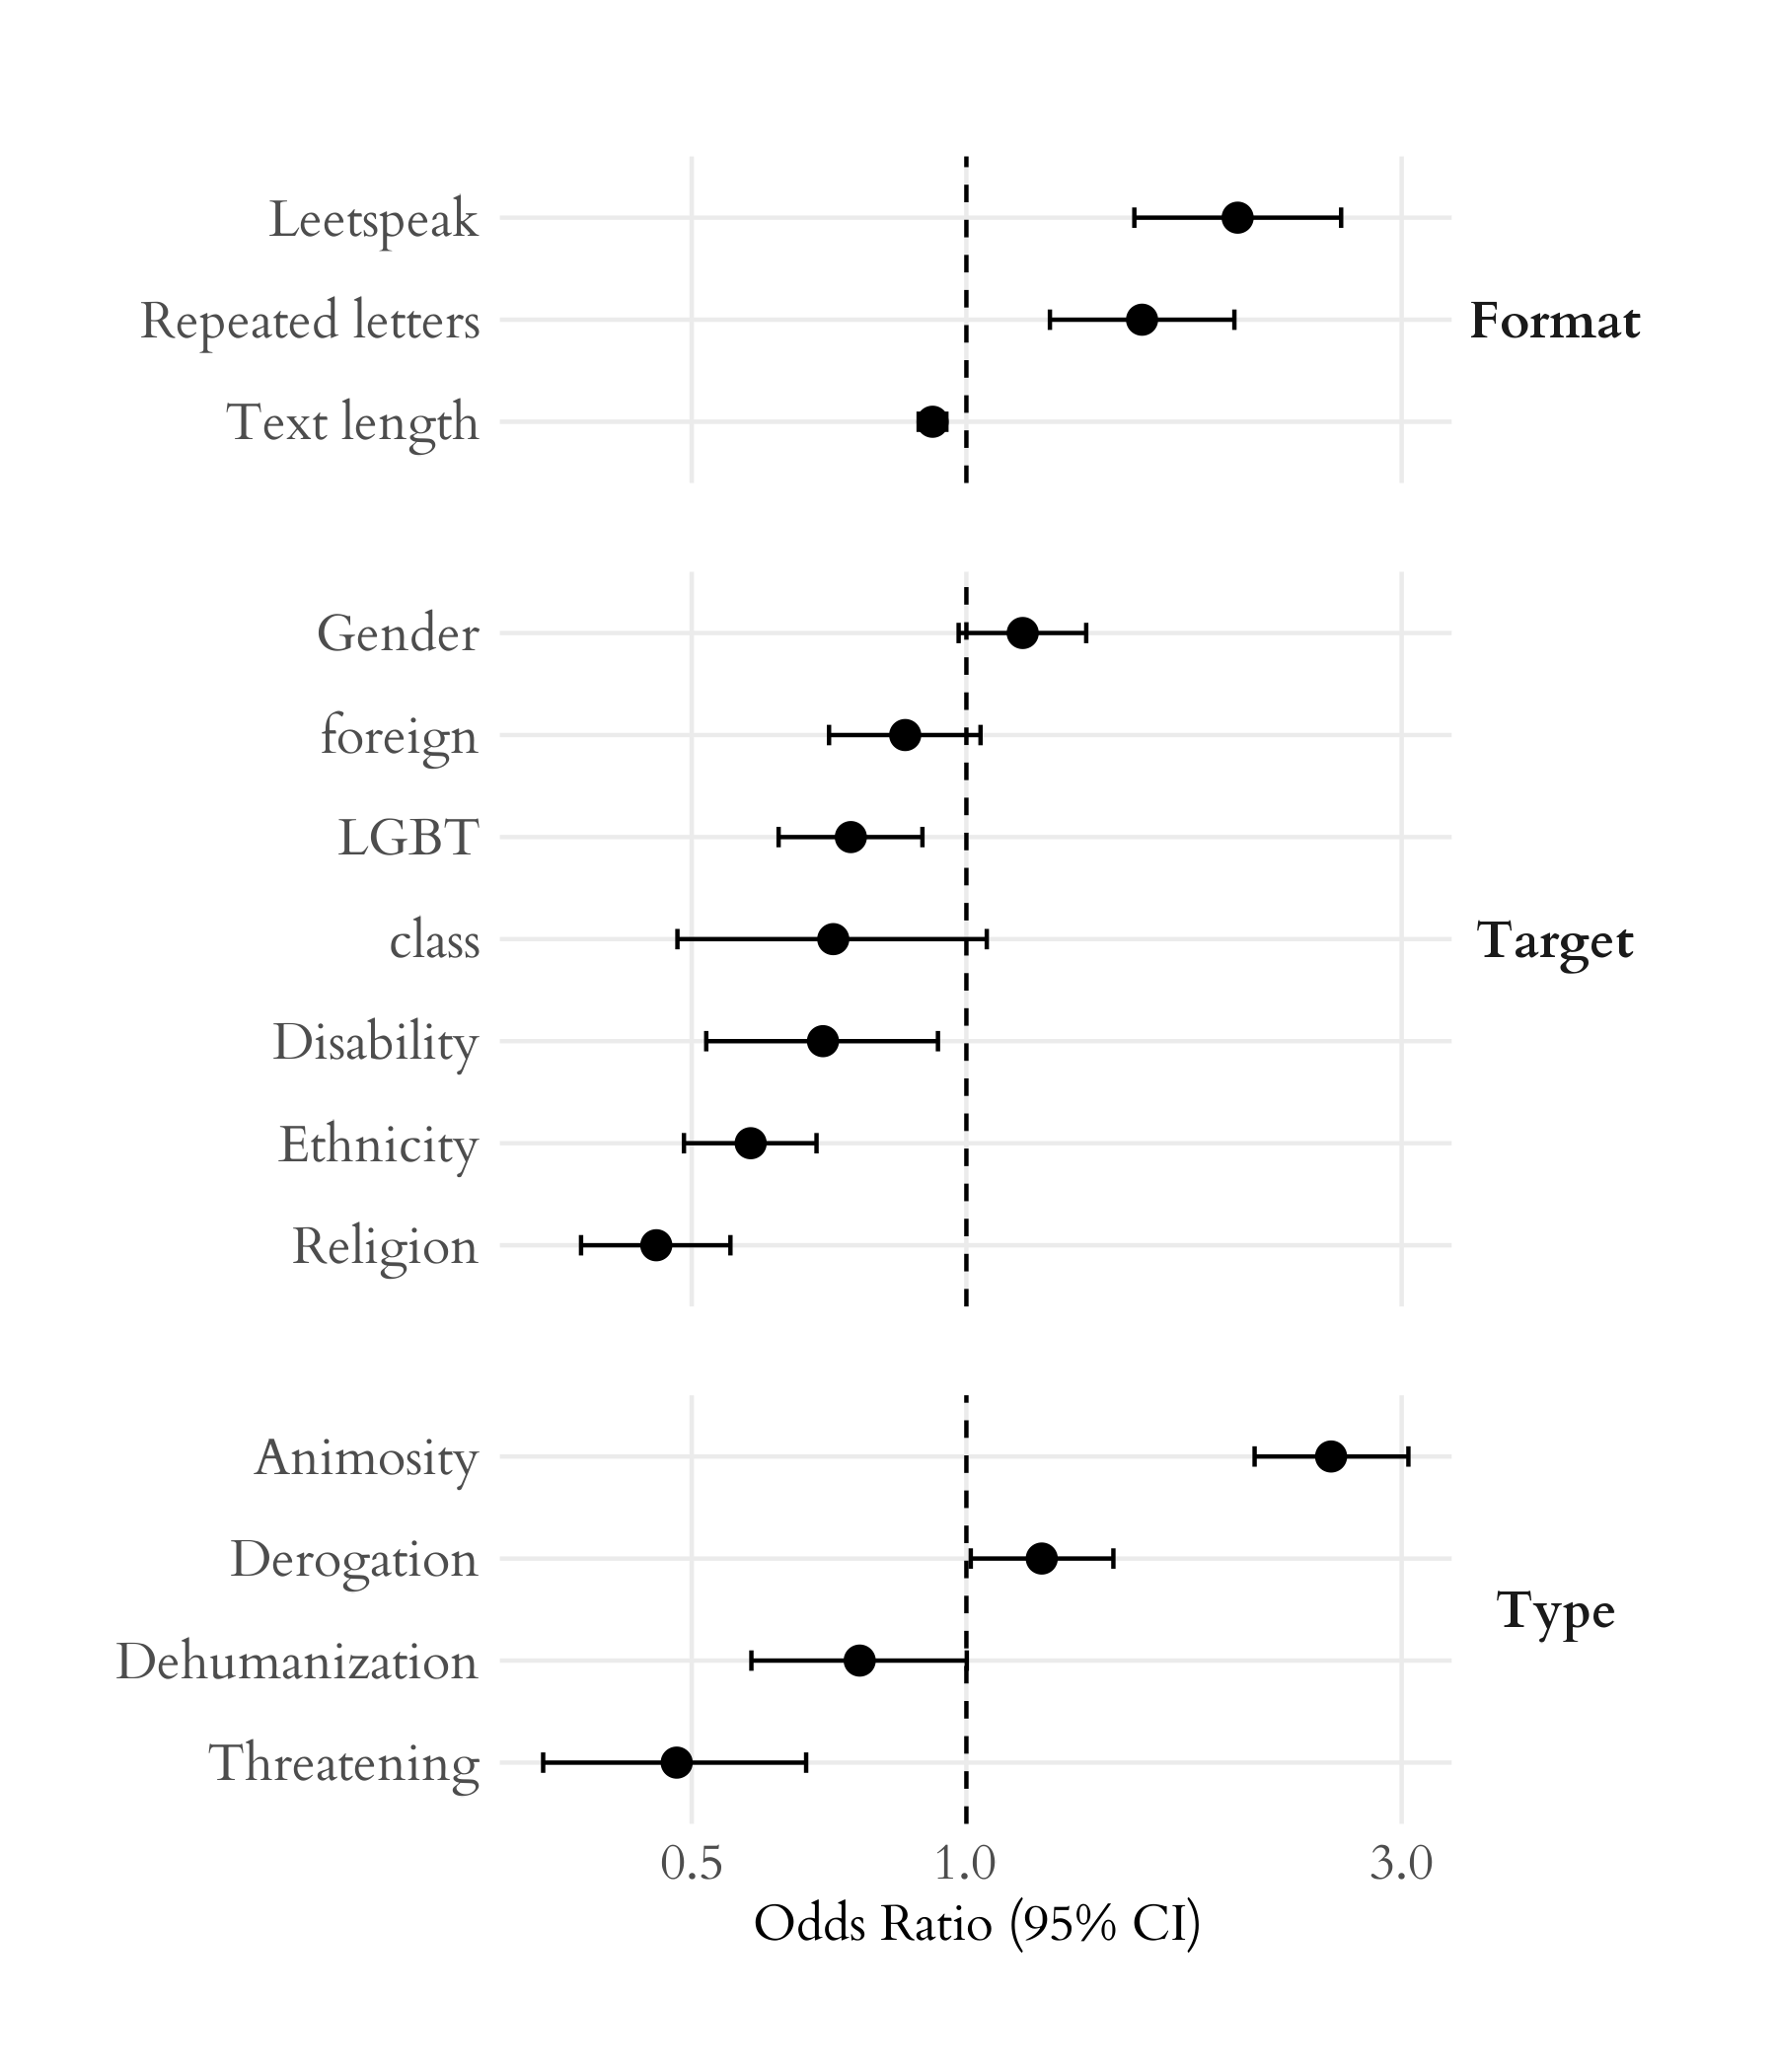 Leetspeak
Repeated letters
Text length
Format
Gender
foreign
LGBT
class
Disability
Ethnicity
Religion
Target
Animosity
Derogation
Dehumanization
Threatening
Type
0.5 1.0 3.0
Odds Ratio (95% CI)